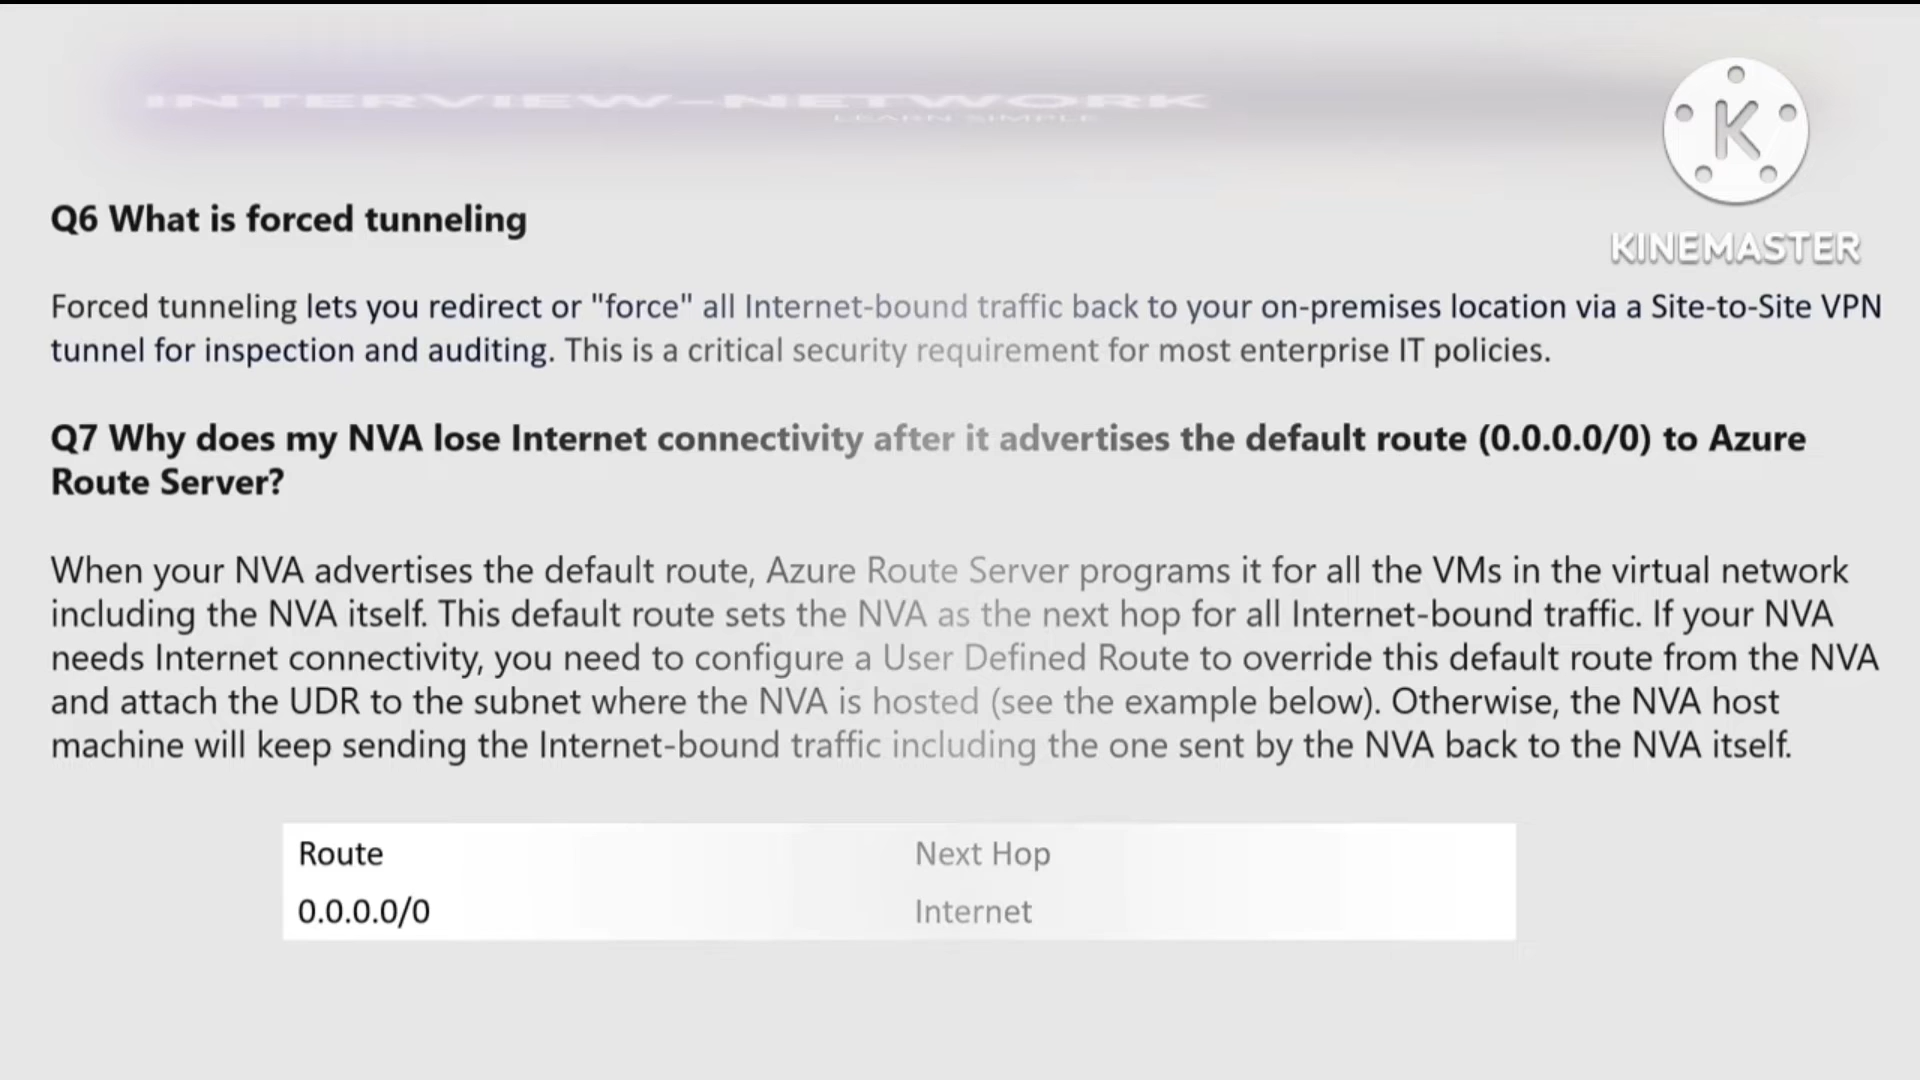 INTERVIEW-NETWORK
LEARN SIMPLE
K
KINEMASTER
Q6 What is forced tunneling
Forced tunneling lets you redirect or "force" all Internet-bound traffic back to your on-premises location via a Site-to-Site VPN
tunnel for inspection and auditing. This is a critical security requirement for most enterprise IT policies.
Q7 Why does my NVA lose Internet connectivity after it advertises the default route (0.0.0.0/0) to Azure
Route Server?
When your NVA advertises the default route, Azure Route Server programs it for all the VMs in the virtual network
including the NVA itself. This default route sets the NVA as the next hop for all Internet-bound traffic. If your NVA
needs Internet connectivity, you need to configure a User Defined Route to override this default route from the NVA
and attach the UDR to the subnet where the NVA is hosted (see the example below). Otherwise, the NVA host
machine will keep sending the Internet-bound traffic including the one sent by the NVA back to the NVA itself.
Route Next Hop
0.0.0.0/0 Internet